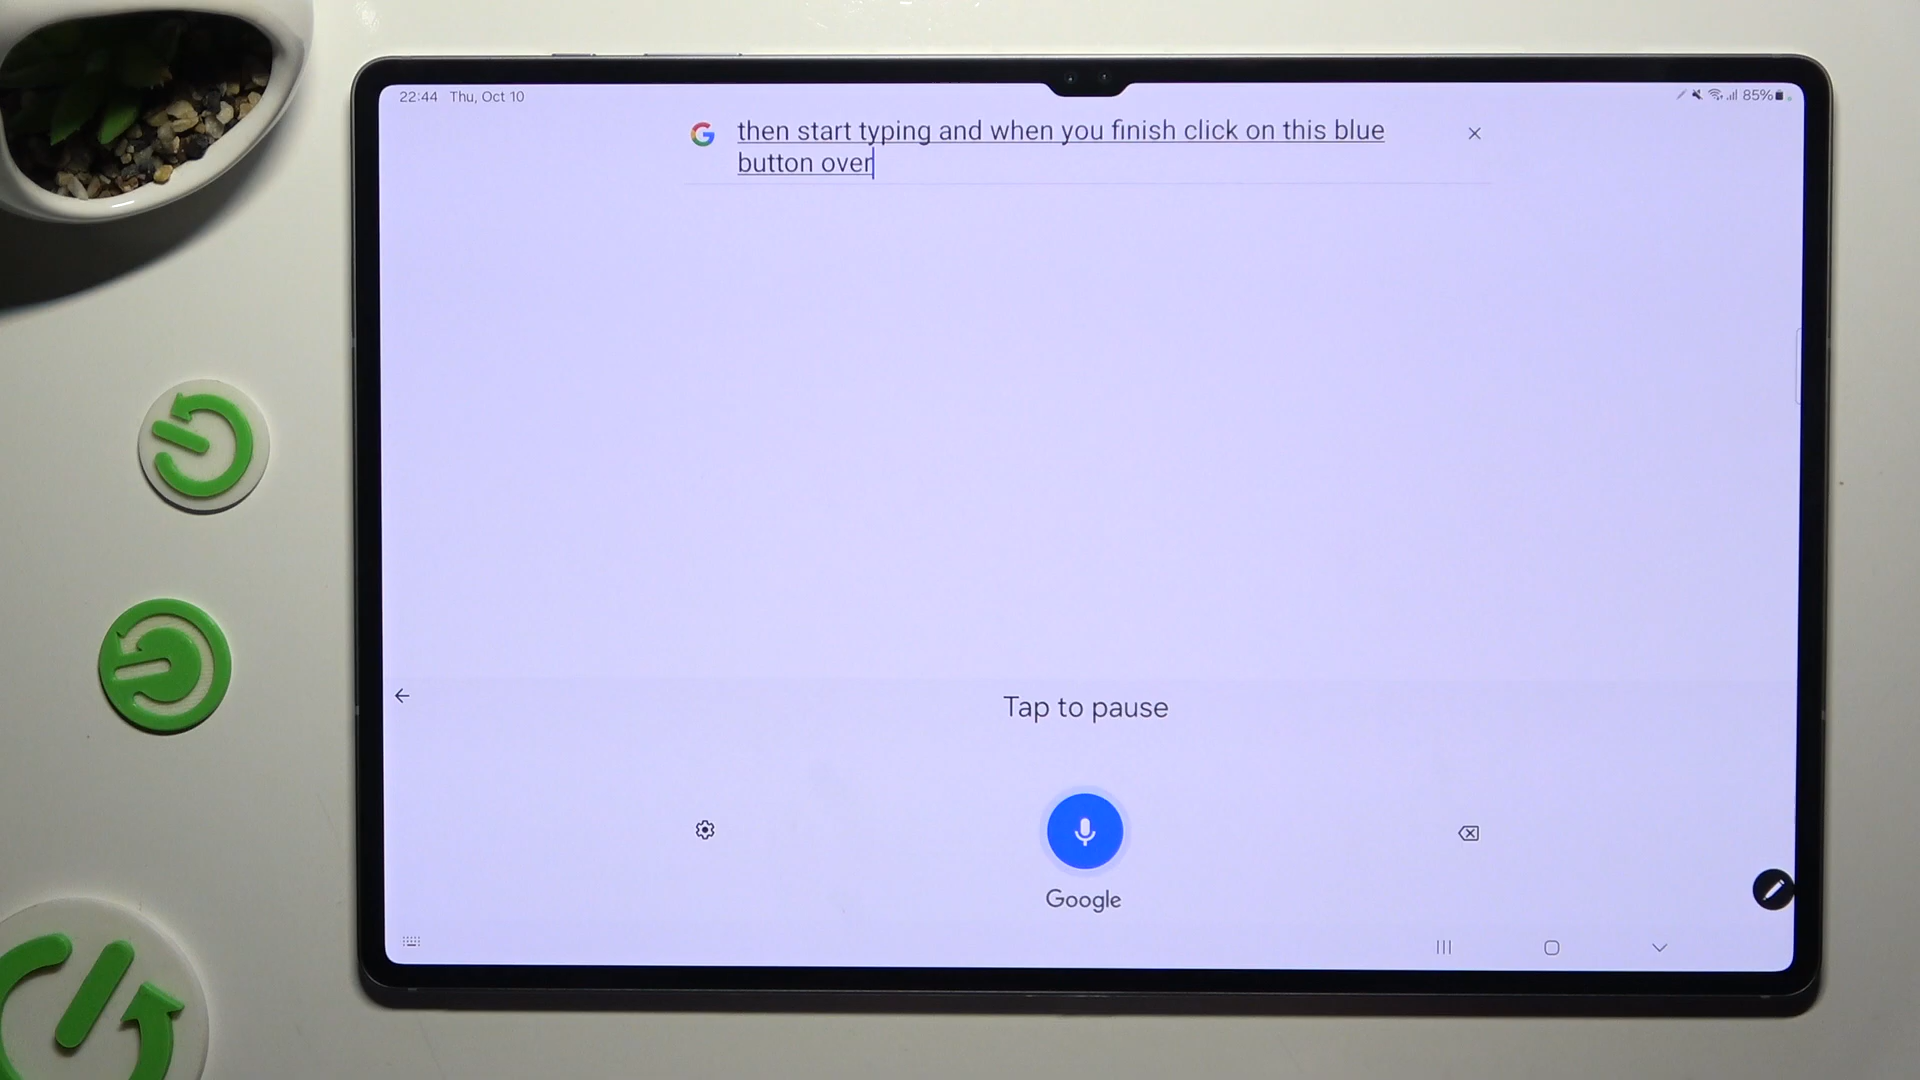 22:44 Thu, Oct 10
85%
then start typing and when you finish click on this blue
button over
Tap to pause
Google